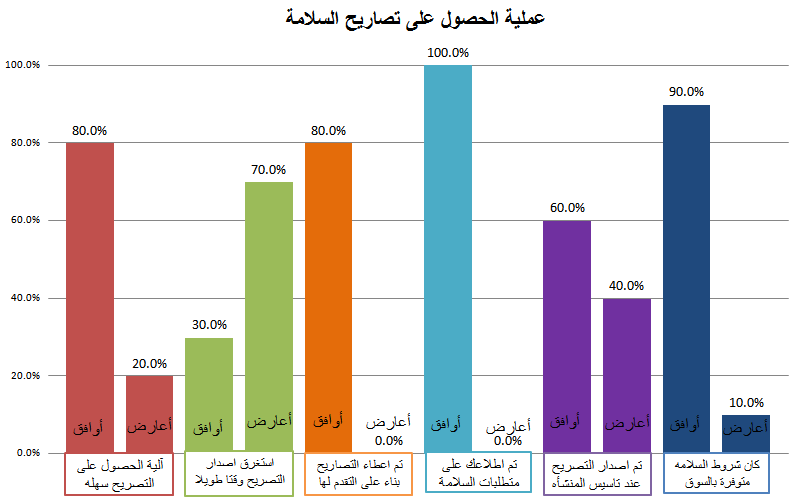 عملية الحصول على تصاريح السلامة
100.0%
80.0%
60.0%
40.0%
20.0%
0.0%
80.0%
20.0%
30.0%
70.0%
80.0%
0.0%
100.0%
0.0%
60.0%
40.0%
90.0%
10.0%
أوافق
أعارض
أوافق
أعارض
أوافق
أعارض
أوافق
أعارض
أوافق
أعارض
أوافق
أعارض
آلية الحصول على
التصريح سهله
استغرق اصدار
التصريح وقتا طويلا
تم اعطاء التصاريح
بناء على التقدم لها
تم اطلاعك على
متطلبات السلامة
تم اصدار التصريح
عند تاسيس المنشأه
كان شروط السلامه
متوفرة بالسوق